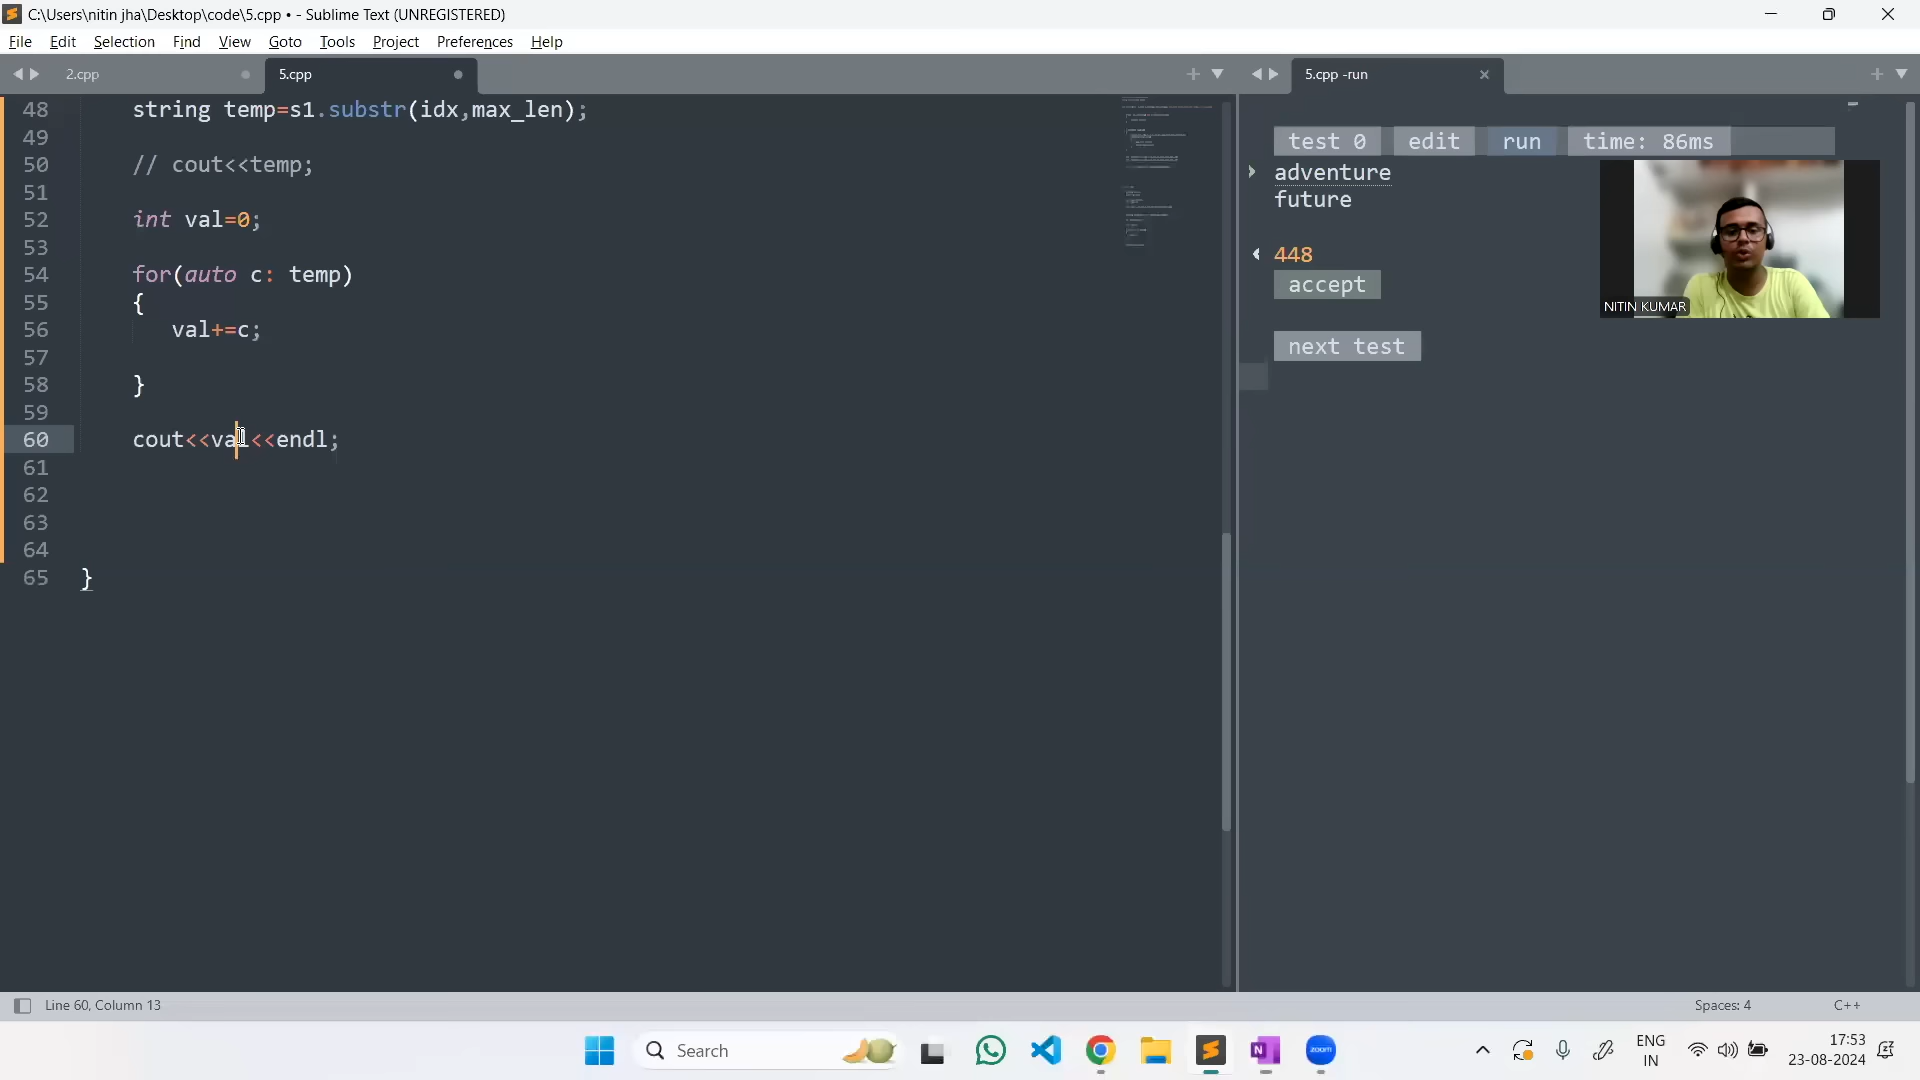 C:\Users\nitin jha\Desktop\code\5.cpp • - Sublime Text (UNREGISTERED)
File Edit Selection Find View Goto Tools Project Preferences Help
2.cpp 5.cpp 5.cpp -run
48 string temp=s1.substr(idx,max_len);
49
50 // cout<<temp;
51
52 int val=0;
53
54 for(auto c: temp)
55 {
56 val+=c;
57
58 }
59
60 cout<<val<<endl;
61
62
63
64
65 }
test 0 edit run time: 86ms
adventure
future
448
accept
next test
NITIN KUMAR
Line 60, Column 13 Spaces: 4 C++
Search
zoom
ENG
IN
17:53
23-08-2024